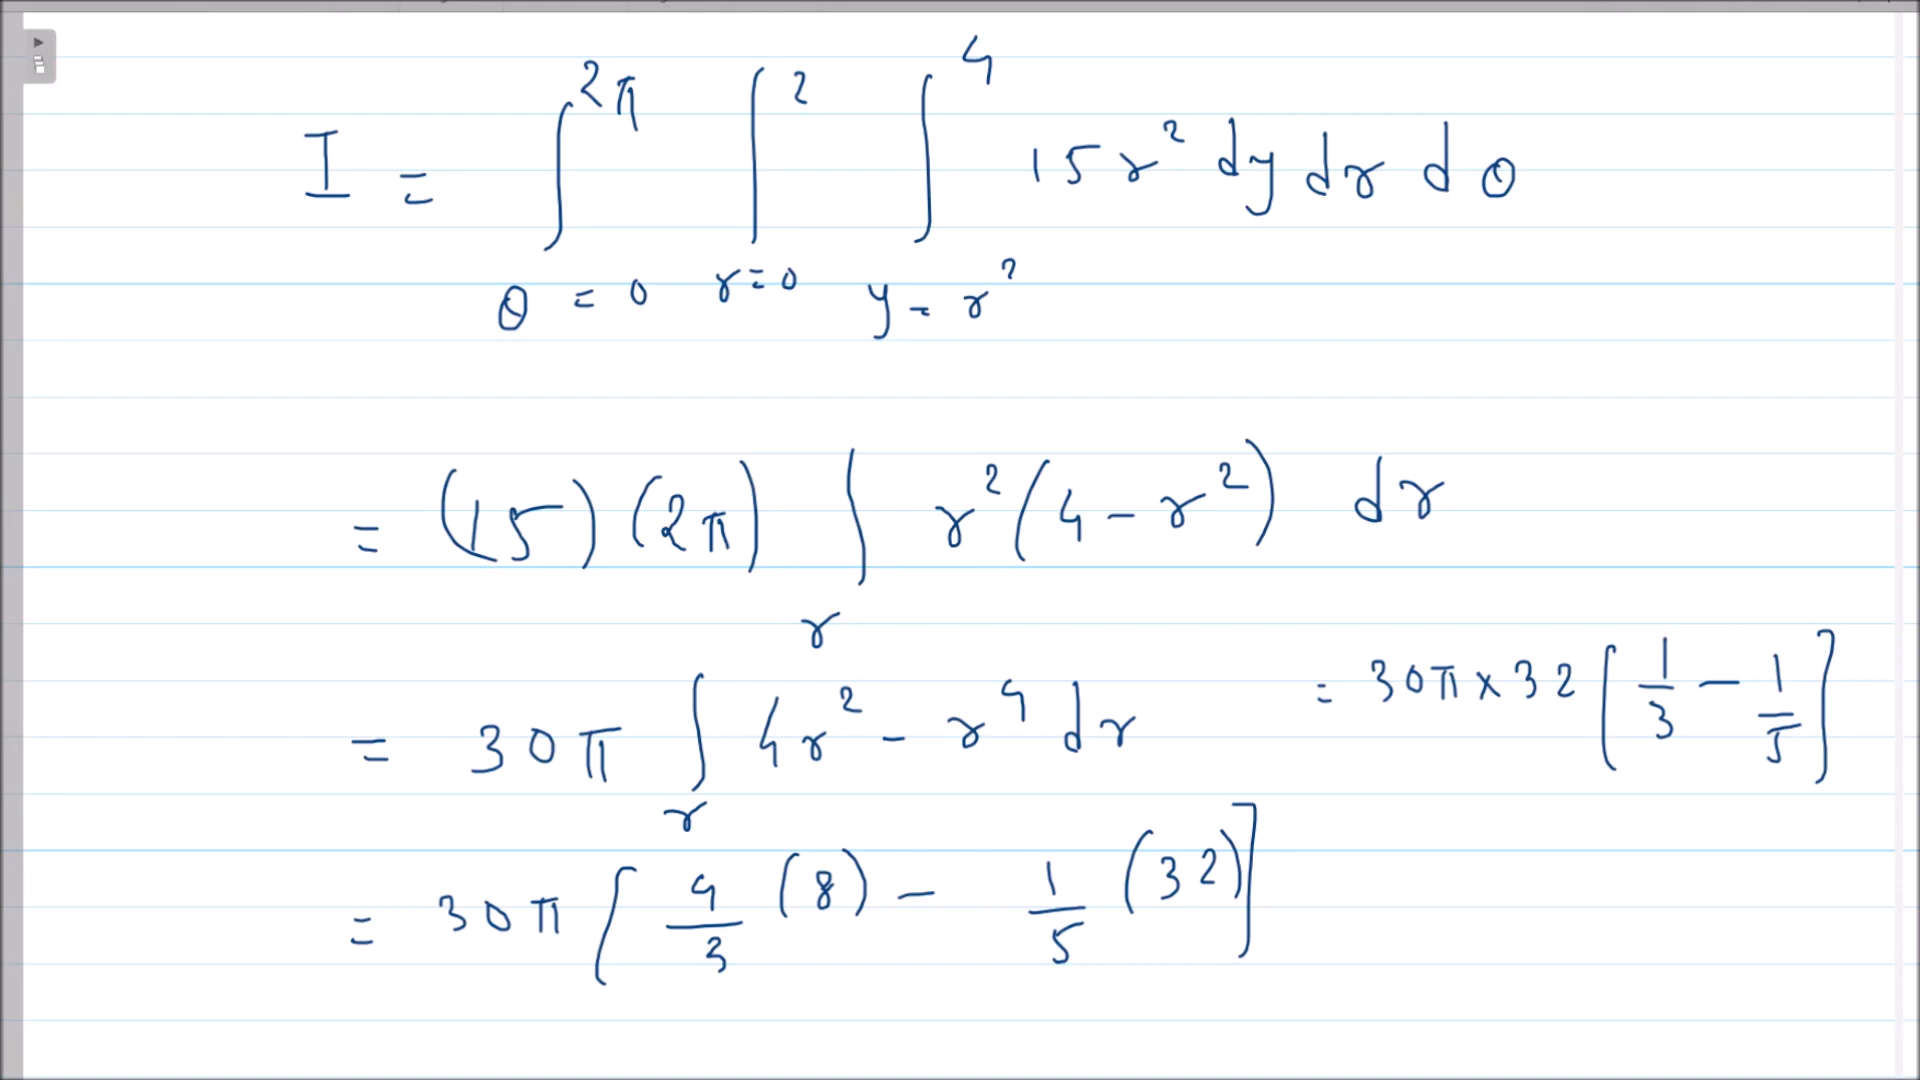 I = ∫_{θ=0}^{2π} ∫_{r=0}^{2} ∫_{y=r²}^{4} 15r² dy dr dθ
= (15)(2π) ∫_r r²(4 - r²) dr
= 30π ∫_r 4r² - r⁴ dr
= 30π [4/3 (8) - 1/5 (32)]
= 30π × 32 [1/3 - 1/5]